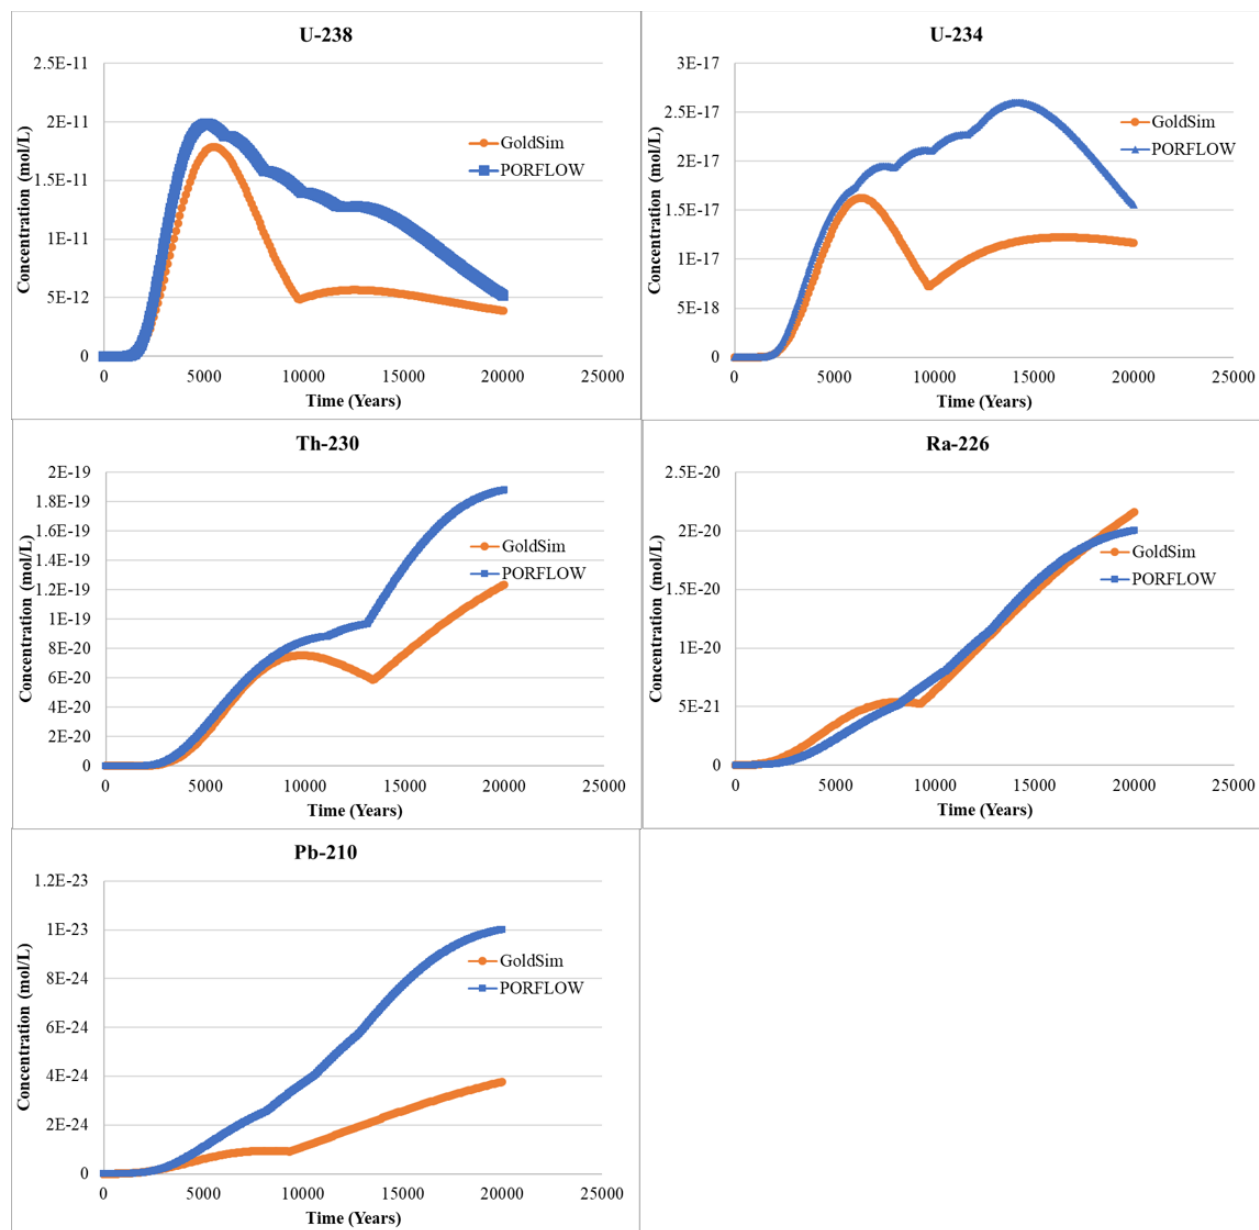 U-238
2.5E-11
2E-11
1.5E-11
1E-11
5E-12
0
Concentration (mol/L)
GoldSim
PORFLOW
0 5000 10000 15000 20000 25000
Time (Years)
U-234
3E-17
2.5E-17
2E-17
1.5E-17
1E-17
5E-18
0
Concentration (mol/L)
GoldSim
PORFLOW
0 5000 10000 15000 20000 25000
Time (Years)
Th-230
2E-19
1.8E-19
1.6E-19
1.4E-19
1.2E-19
1E-19
8E-20
6E-20
4E-20
2E-20
0
Concentration (mol/L)
GoldSim
PORFLOW
0 5000 10000 15000 20000 25000
Time (Years)
Ra-226
2.5E-20
2E-20
1.5E-20
1E-20
5E-21
0
Concentration (mol/L)
GoldSim
PORFLOW
0 5000 10000 15000 20000 25000
Time (Years)
Pb-210
1.2E-23
1E-23
8E-24
6E-24
4E-24
2E-24
0
Concentration (mol/L)
GoldSim
PORFLOW
0 5000 10000 15000 20000 25000
Time (Years)